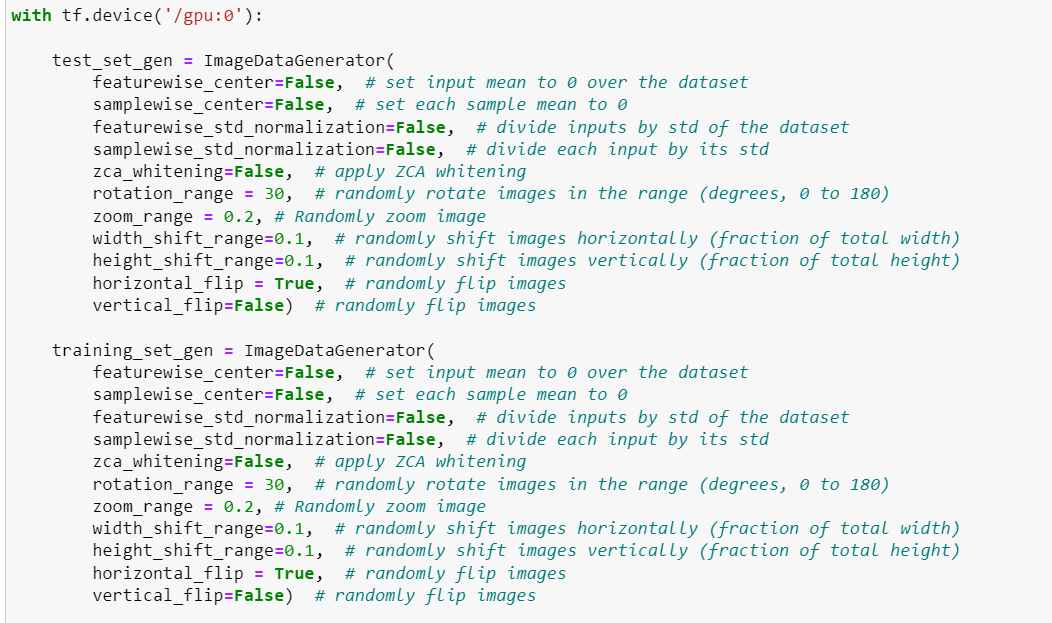 with tf.device('/gpu:0'):
test_set_gen = ImageDataGenerator(
featurewise_center=False,  # set input mean to 0 over the dataset
samplewise_center=False,  # set each sample mean to 0
featurewise_std_normalization=False,  # divide inputs by std of the dataset
samplewise_std_normalization=False,  # divide each input by its std
zca_whitening=False,  # apply ZCA whitening
rotation_range = 30,  # randomly rotate images in the range (degrees, 0 to 180)
zoom_range = 0.2, # Randomly zoom image
width_shift_range=0.1,  # randomly shift images horizontally (fraction of total width)
height_shift_range=0.1,  # randomly shift images vertically (fraction of total height)
horizontal_flip = True,  # randomly flip images
vertical_flip=False)  # randomly flip images
training_set_gen = ImageDataGenerator(
featurewise_center=False,  # set input mean to 0 over the dataset
samplewise_center=False,  # set each sample mean to 0
featurewise_std_normalization=False,  # divide inputs by std of the dataset
samplewise_std_normalization=False,  # divide each input by its std
zca_whitening=False,  # apply ZCA whitening
rotation_range = 30,  # randomly rotate images in the range (degrees, 0 to 180)
zoom_range = 0.2, # Randomly zoom image
width_shift_range=0.1,  # randomly shift images horizontally (fraction of total width)
height_shift_range=0.1,  # randomly shift images vertically (fraction of total height)
horizontal_flip = True,  # randomly flip images
vertical_flip=False)  # randomly flip images